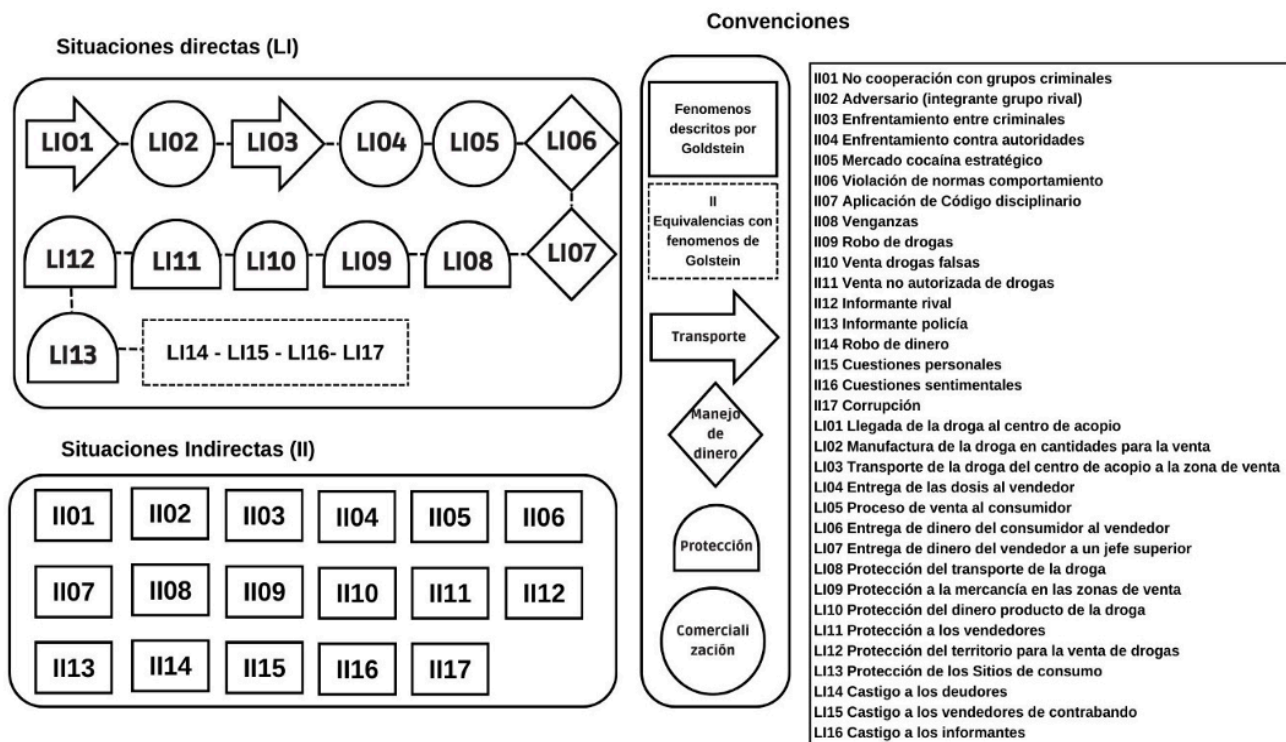 Convenciones
Situaciones directas (LI)
LI01
LI02
LI03
LI04
LI05
LI06
LI12
LI11
LI10
LI09
LI08
LI07
LI13
LI14 - LI15 - LI16- LI17
Situaciones Indirectas (II)
II01
II02
II03
II04
II05
II06
II07
II08
II09
II10
II11
II12
II13
II14
II15
II16
II17
Fenomenos
descritos por
Goldstein
II
Equivalencias con
fenomenos de
Golstein
Transporte
Manejo
de
dinero
Protección
Comerciali
zación
II01 No cooperación con grupos criminales
II02 Adversario (integrante grupo rival)
II03 Enfrentamiento entre criminales
II04 Enfrentamiento contra autoridades
II05 Mercado cocaína estratégico
II06 Violación de normas comportamiento
II07 Aplicación de Código disciplinario
II08 Venganzas
II09 Robo de drogas
II10 Venta drogas falsas
II11 Venta no autorizada de drogas
II12 Informante rival
II13 Informante policía
II14 Robo de dinero
II15 Cuestiones personales
II16 Cuestiones sentimentales
II17 Corrupción
LI01 Llegada de la droga al centro de acopio
LI02 Manufactura de la droga en cantidades para la venta
LI03 Transporte de la droga del centro de acopio a la zona de venta
LI04 Entrega de las dosis al vendedor
LI05 Proceso de venta al consumidor
LI06 Entrega de dinero del consumidor al vendedor
LI07 Entrega de dinero del vendedor a un jefe superior
LI08 Protección del transporte de la droga
LI09 Protección a la mercancía en las zonas de venta
LI10 Protección del dinero producto de la droga
LI11 Protección a los vendedores
LI12 Protección del territorio para la venta de drogas
LI13 Protección de los Sitios de consumo
LI14 Castigo a los deudores
LI15 Castigo a los vendedores de contrabando
LI16 Castigo a los informantes